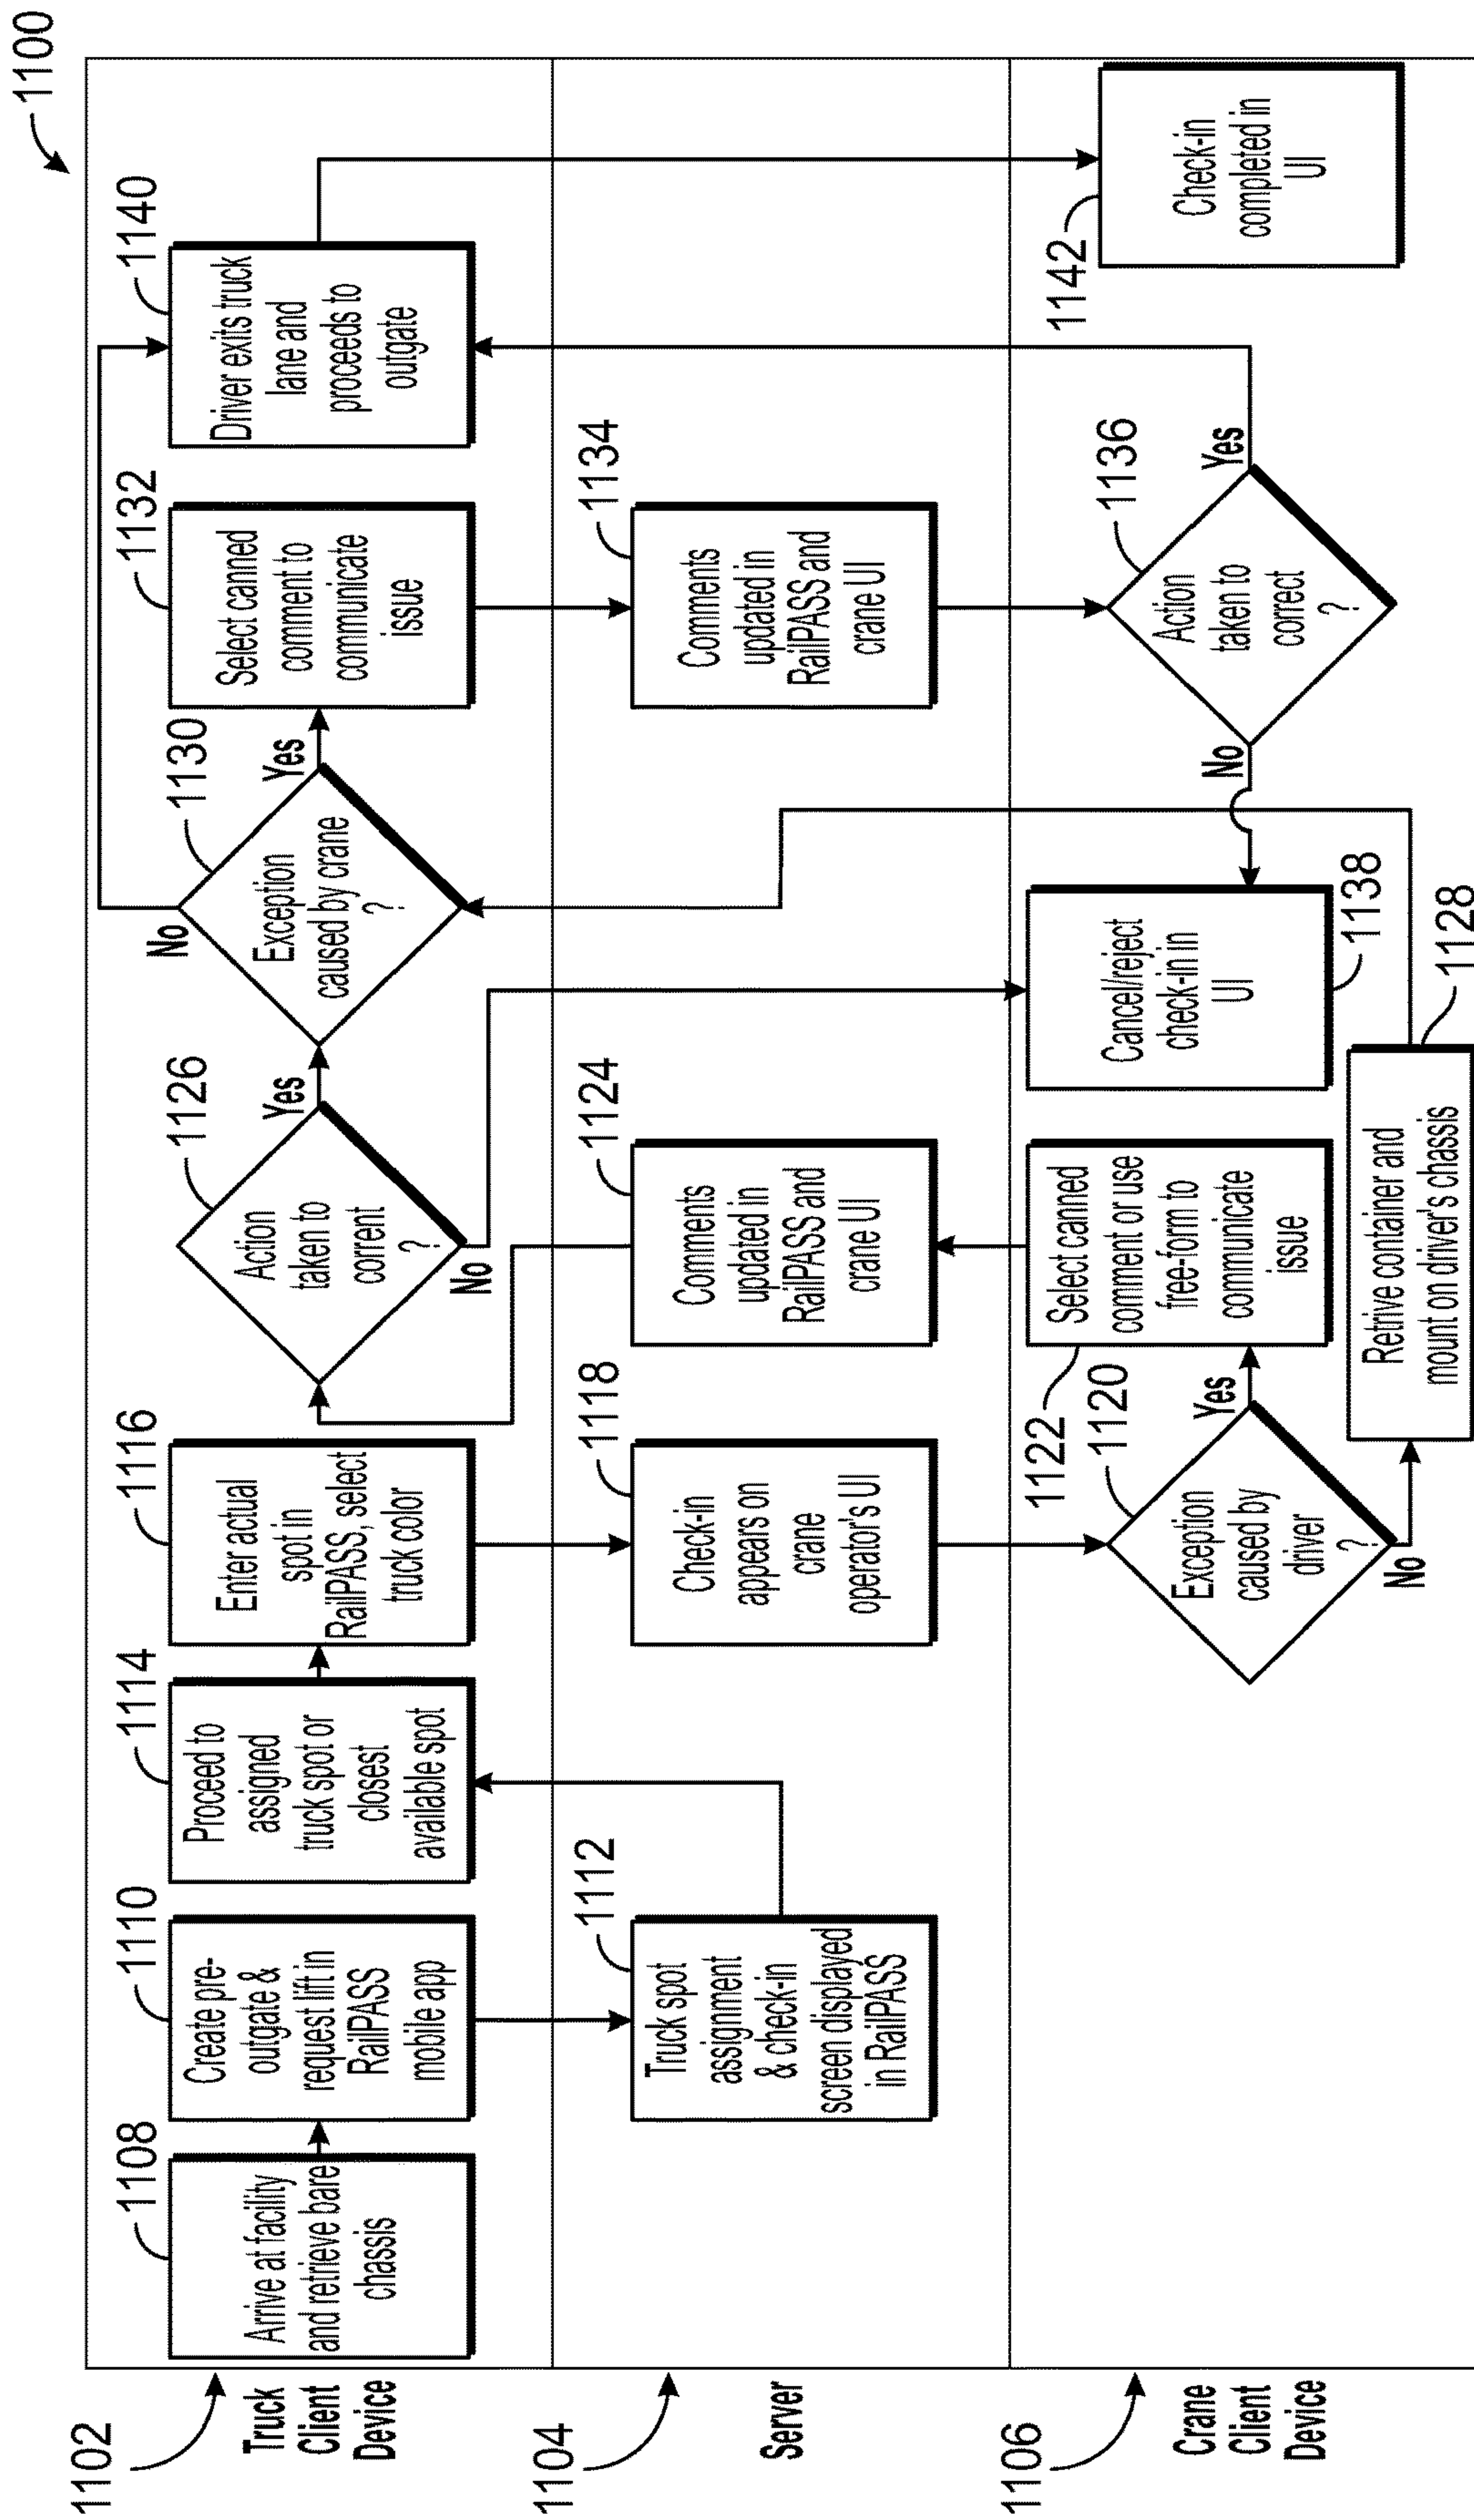 1100
1102
Truck
Client
Device
1108
Arrive at facility
and retrieve bare
chassis
1110
Create pre-
outgate &
request lift in
RailPASS
mobile app
1114
Proceed to
assigned
truck spot or
closest
available spot
1116
Enter actual
spot in
RailPASS, select
truck color
1126
Action
taken to
current
?
Yes
No
1130
Exception
caused by crane
?
No
Yes
1132
Select canned
comment to
communicate
issue
1140
Driver exits truck
lane and
proceeds to
outgate
1104
Server
1112
Truck spot
assignment
& check-in
screen displayed
in RailPASS
1118
Check-in
appears on
crane
operator's UI
1124
Comments
updated in
RailPASS and
crane UI
1134
Comments
updated in
RailPASS and
crane UI
1106
Crane
Client
Device
1120
Exception
caused by
driver
?
Yes
No
1122
Select canned
comment or use
free-form to
communicate
issue
1128
Retrive container and
mount on driver's chassis
1138
Cancel/reject
check-in in
UI
1136
Action
taken to
correct
?
No
Yes
1142
Check-in
completed in
UI